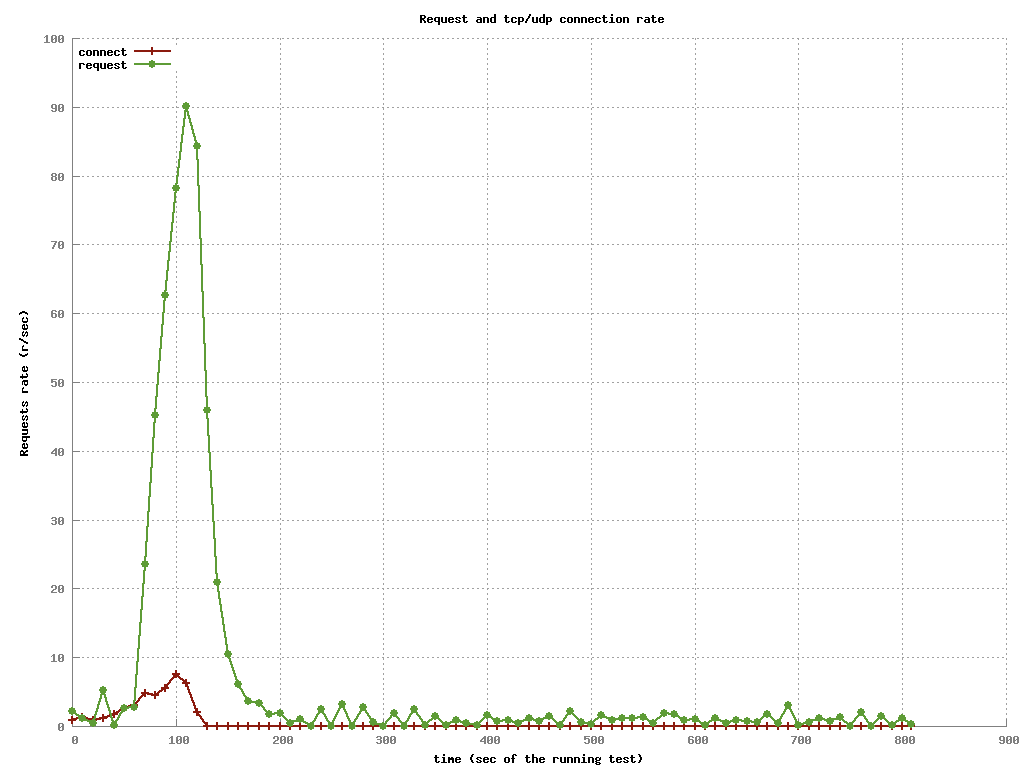 Request and tcp/udp connection rate
100
connect
request
90
80
70
60
50
40
30
20
10
0
Requests rate (r/sec)
0 100 200 300 400 500 600 700 800 900
time (sec of the running test)